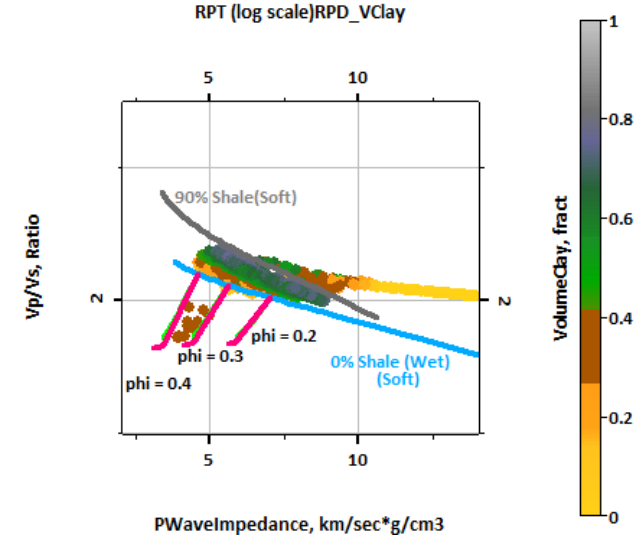 RPT (log scale)RPD_VClay
5 10
90% Shale(Soft)
Vp/Vs, Ratio
2 2
phi = 0.2
phi = 0.3
phi = 0.4
0% Shale (Wet)
(Soft)
5 10
PWaveImpedance, km/sec*g/cm3
1
0.8
0.6
0.4
0.2
0
VolumeClay, fract